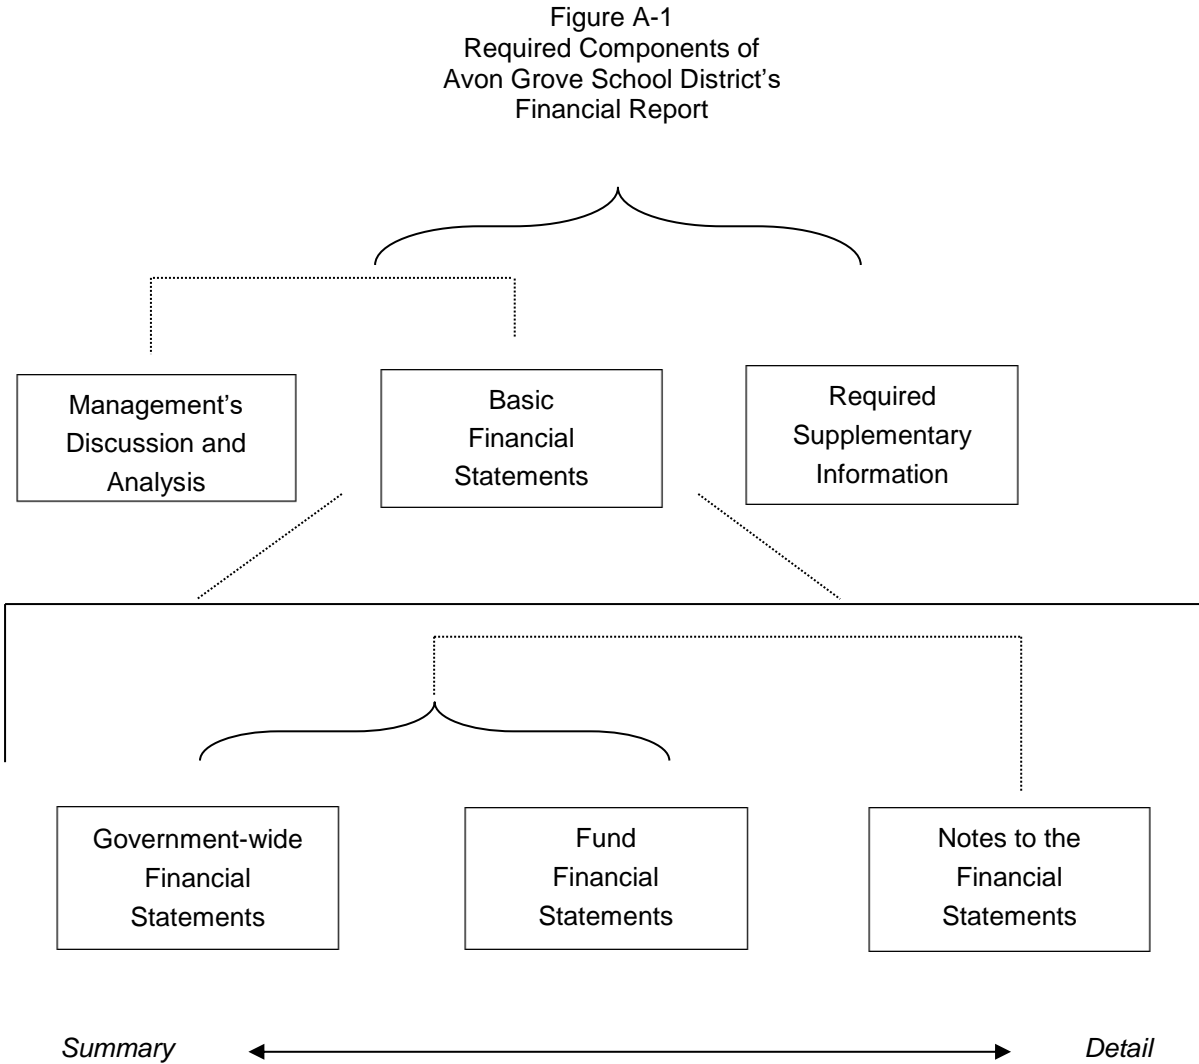 Figure A-1
Required Components of
Avon Grove School District's
Financial Report
Management's
Discussion and
Analysis
Basic
Financial
Statements
Required
Supplementary
Information
Government-wide
Financial
Statements
Fund
Financial
Statements
Notes to the
Financial
Statements
Summary
Detail